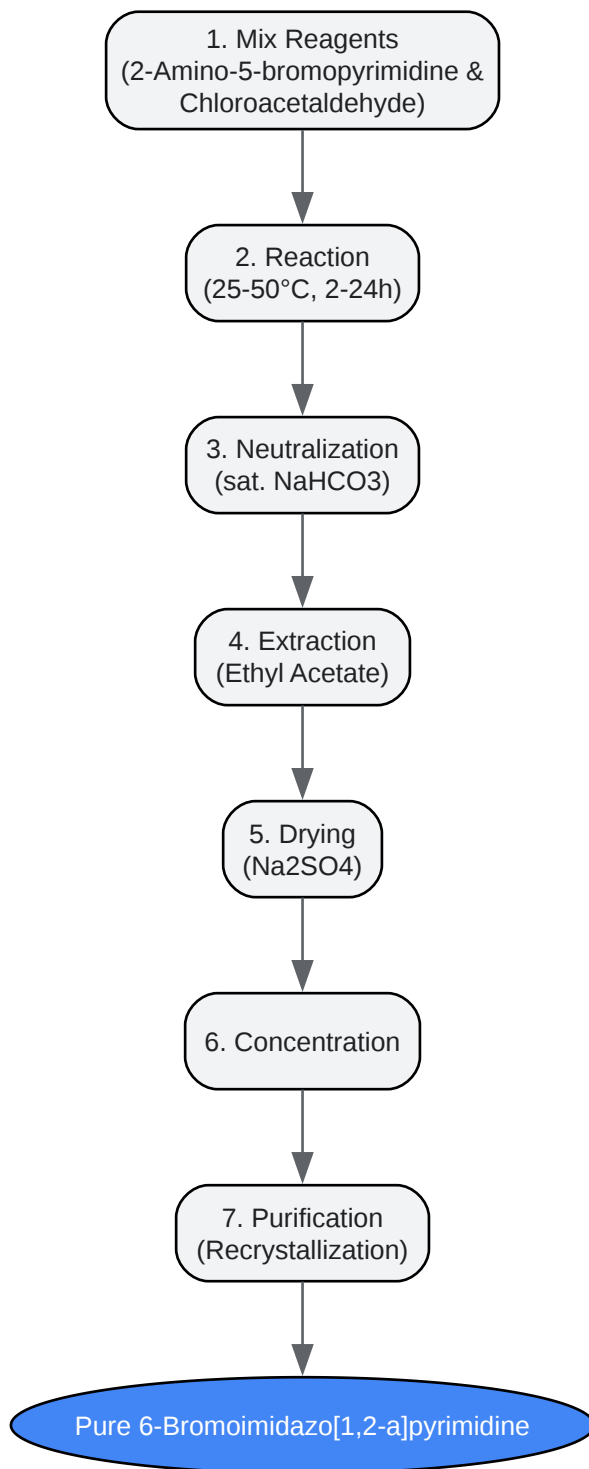 1. Mix Reagents
(2-Amino-5-bromopyrimidine &
Chloroacetaldehyde)
2. Reaction
(25-50°C, 2-24h)
3. Neutralization
(sat. NaHCO3)
4. Extraction
(Ethyl Acetate)
5. Drying
(Na2SO4)
6. Concentration
7. Purification
(Recrystallization)
Pure 6-Bromoimidazo[1,2-a]pyrimidine